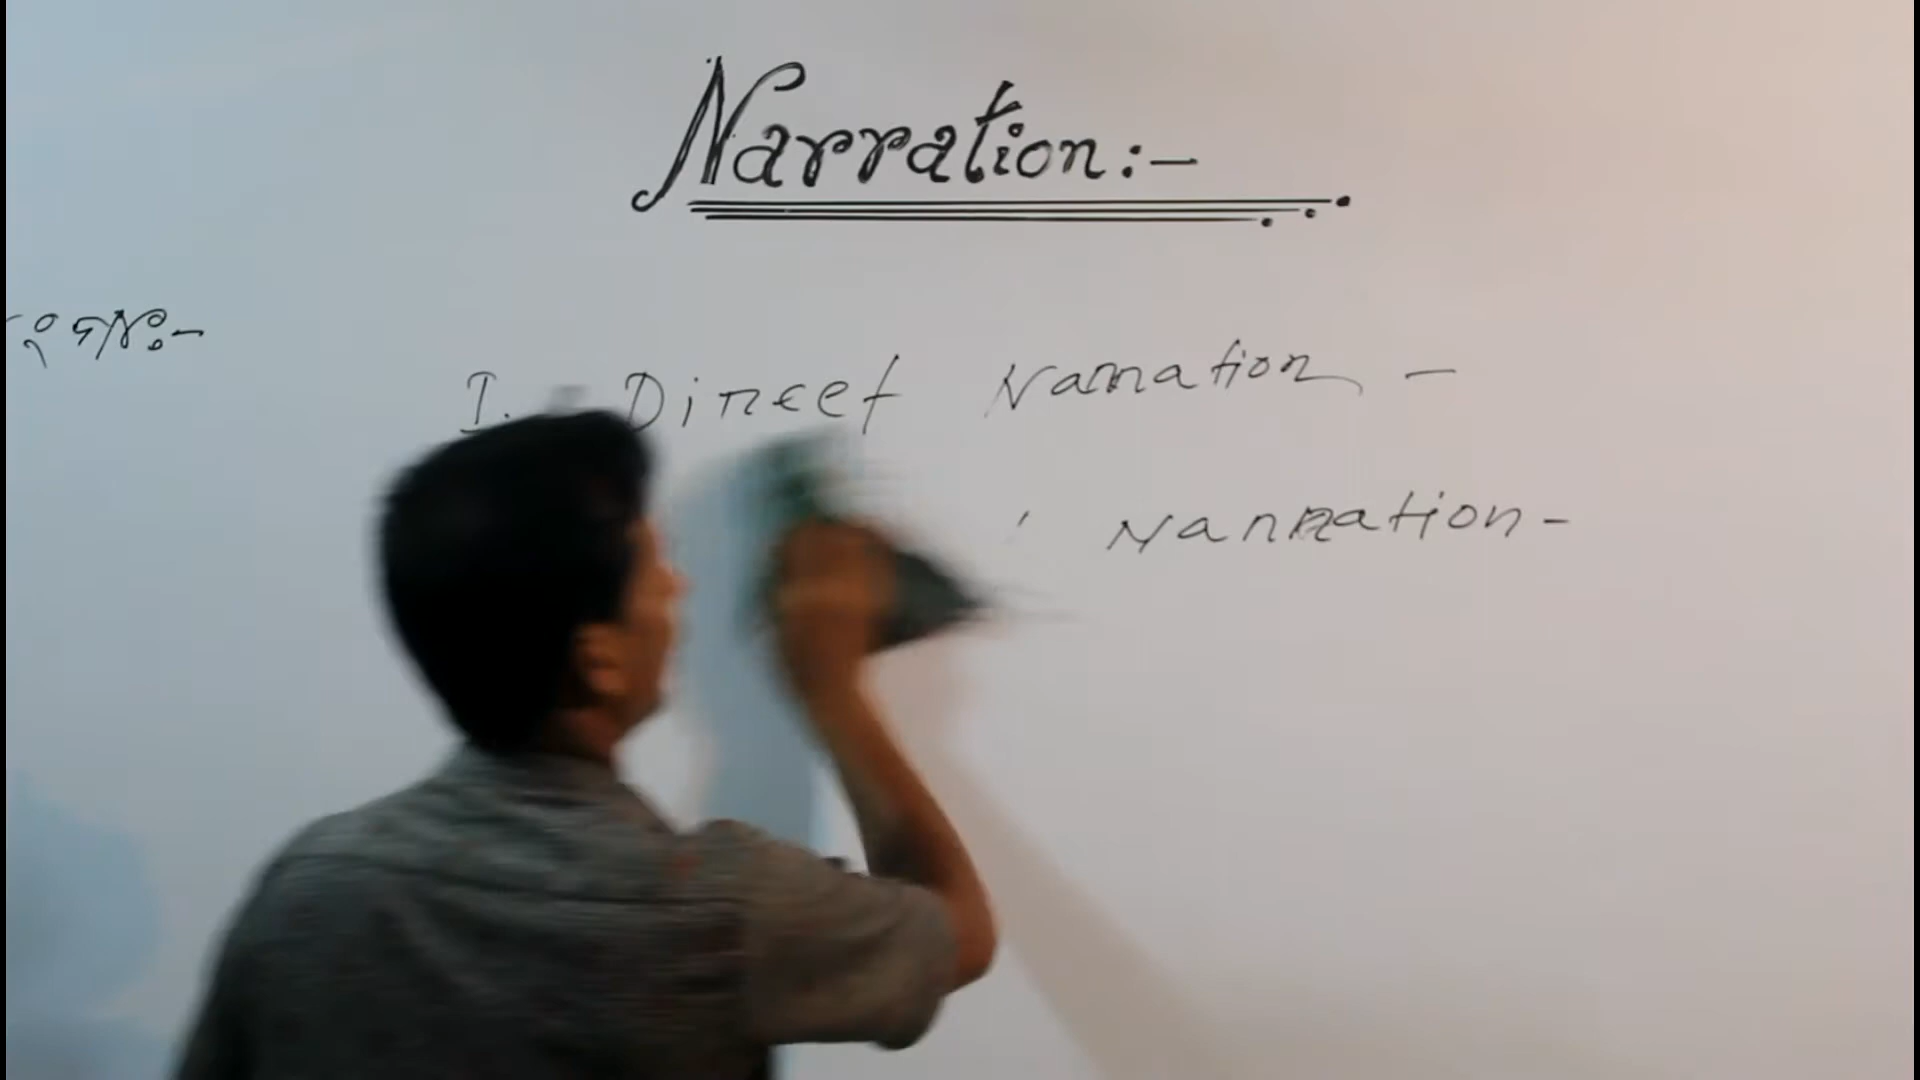 Narration:-
I. Direct Narration -
Narration -